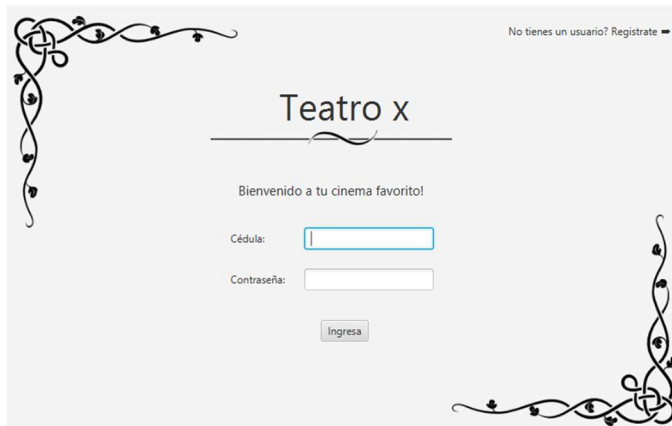 No tienes un usuario? Registrate ➡
Teatro x
Bienvenido a tu cinema favorito!
Cédula:
Contraseña:
Ingresa